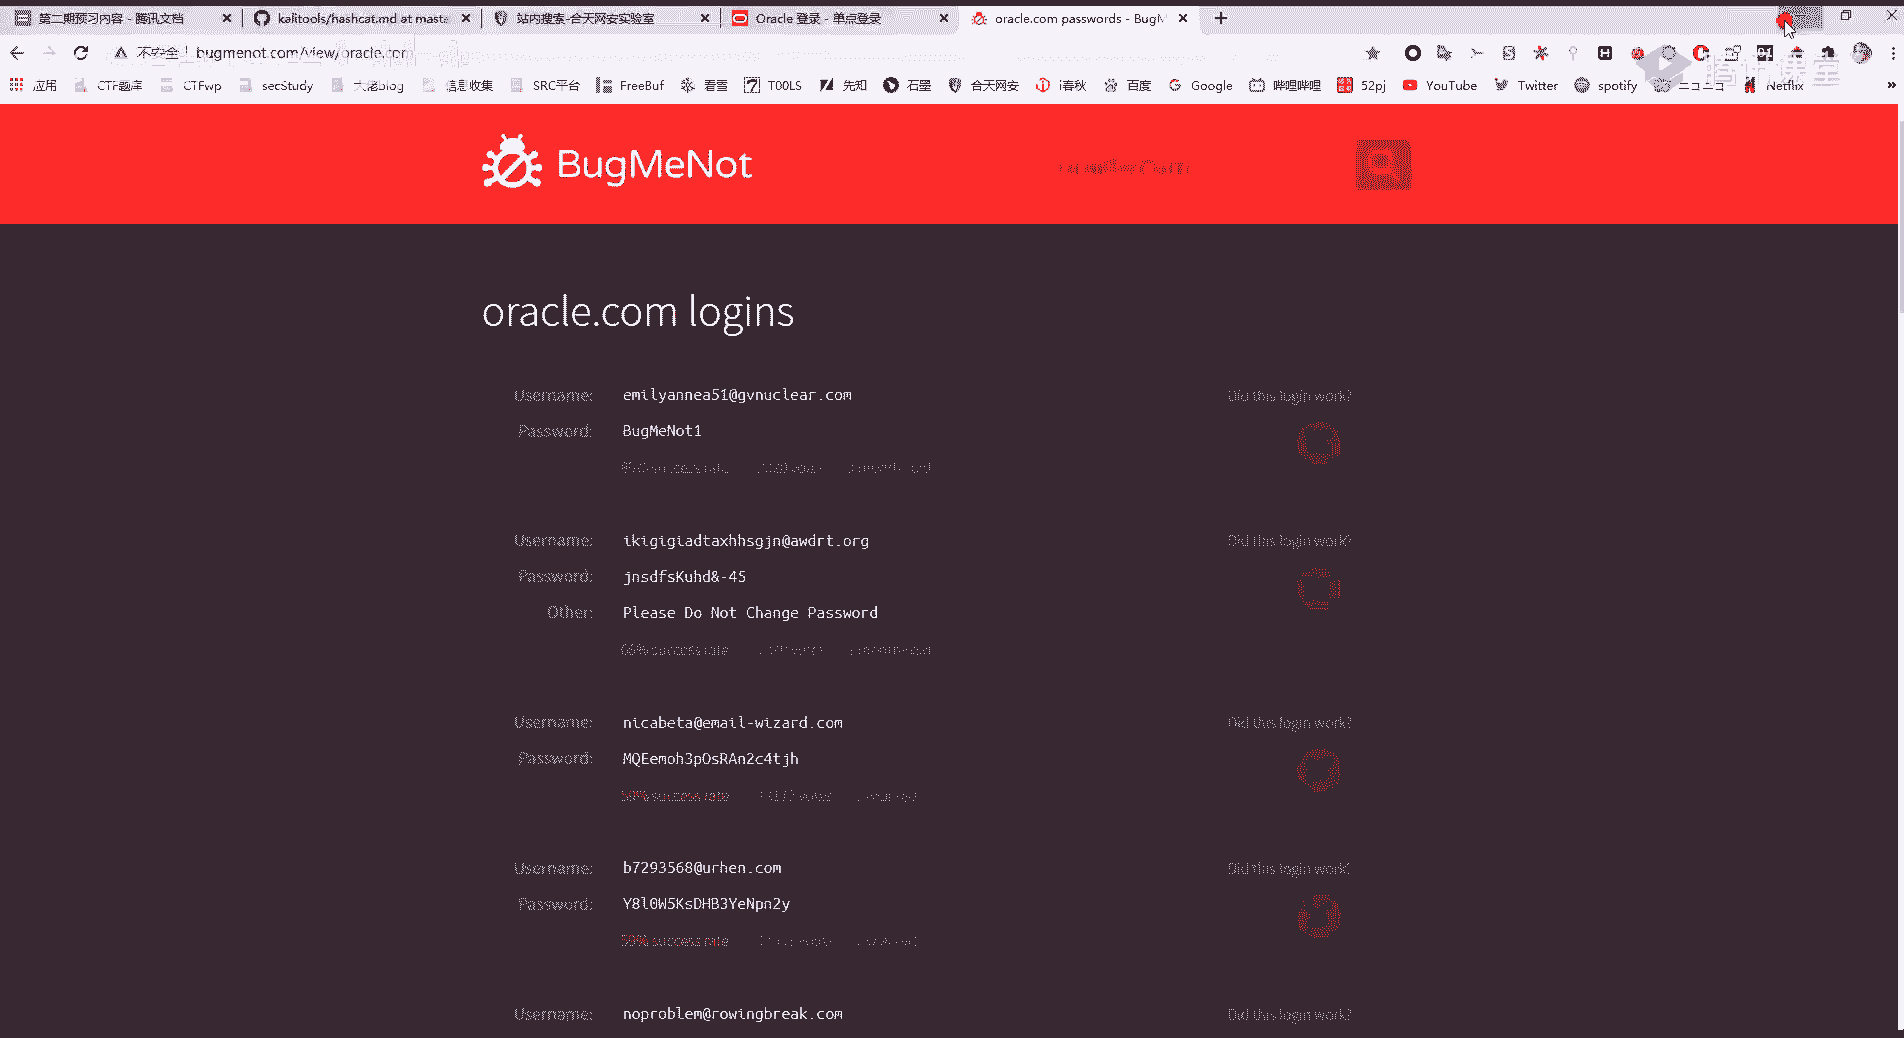 第二期预习内容 - 腾讯文档 kalitools/hashcat.md at maste 站内搜索-合天网安实验室 Oracle 登录 - 单点登录 oracle.com passwords - BugM
不安全 bugmenot.com/view/oracle.com
应用 CTF题库 CTFwp secStudy 大佬blog 信息收集 SRC平台 FreeBuf 看雪 T00LS 先知 石墨 合天网安 i春秋 百度 Google 哔哩哔哩 52pj YouTube Twitter spotify ニコニコ Netflix »
BugMeNot
oracle.com logins
Username: emilyannea51@gvnuclear.com Did this login work?
Password: BugMeNot1
success rate
Username: ikigigiadtaxhhsgjn@awdrt.org Did this login work?
Password: jnsdfsKuhd&-45
Other: Please Do Not Change Password
66% success rate
Username: nicabeta@email-wizard.com Did this login work?
Password: MQEemoh3pOsRAn2c4tjh
success rate
Username: b7293568@urhen.com Did this login work?
Password: Y8l0W5KsDHB3YeNpn2y
success rate
Username: noproblem@rowingbreak.com Did this login work?